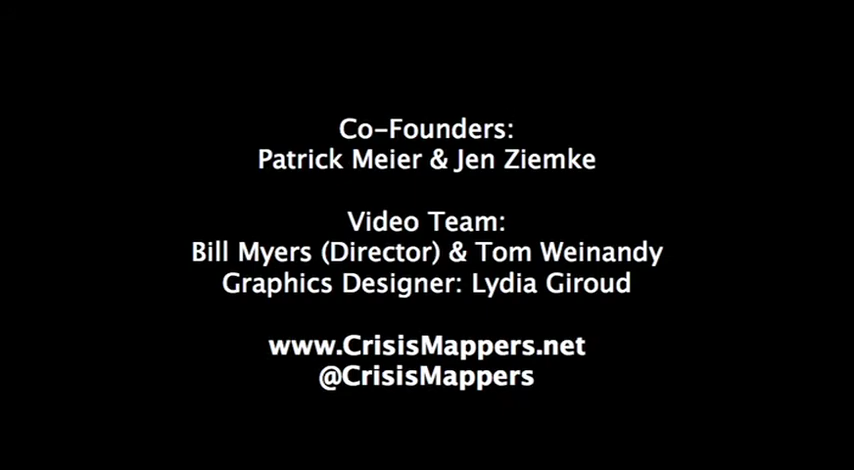 Co-Founders:
Patrick Meier & Jen Ziemke
Video Team:
Bill Myers (Director) & Tom Weinandy
Graphics Designer: Lydia Giroud
www.CrisisMappers.net
@CrisisMappers